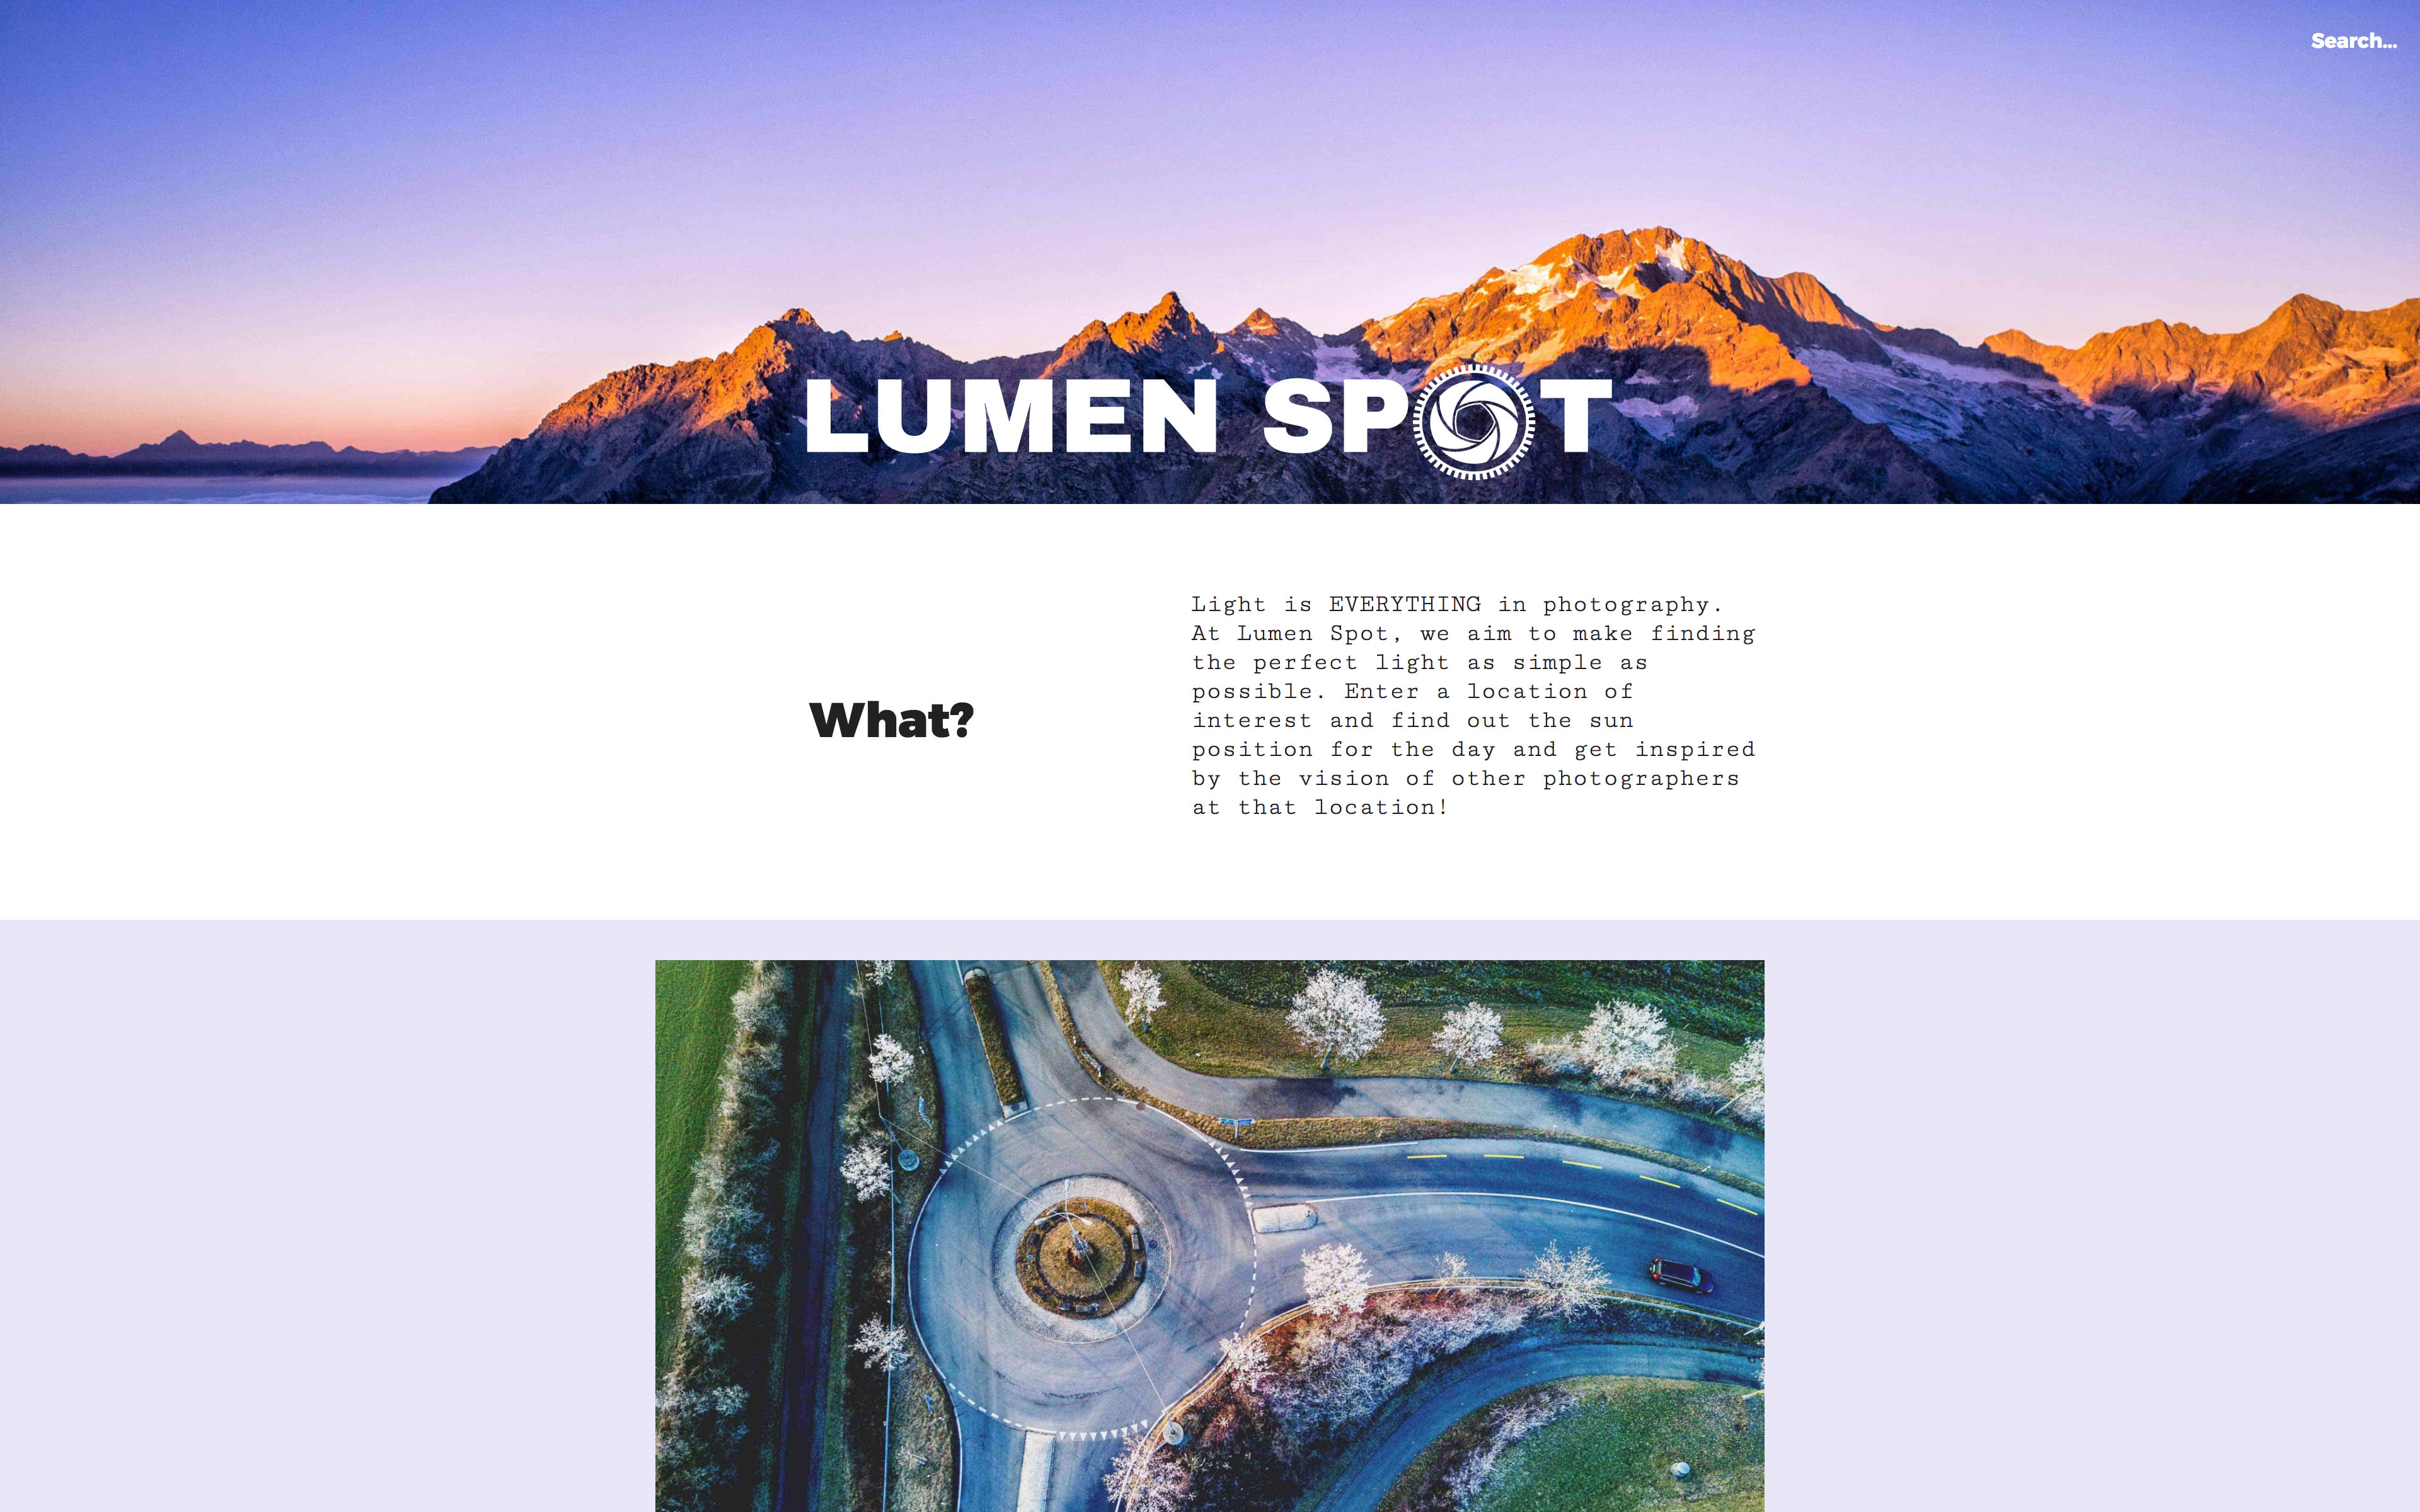 Search...
LUMEN SPOT
What?
Light is EVERYTHING in photography.
At Lumen Spot, we aim to make finding
the perfect light as simple as
possible. Enter a location of
interest and find out the sun
position for the day and get inspired
by the vision of other photographers
at that location!